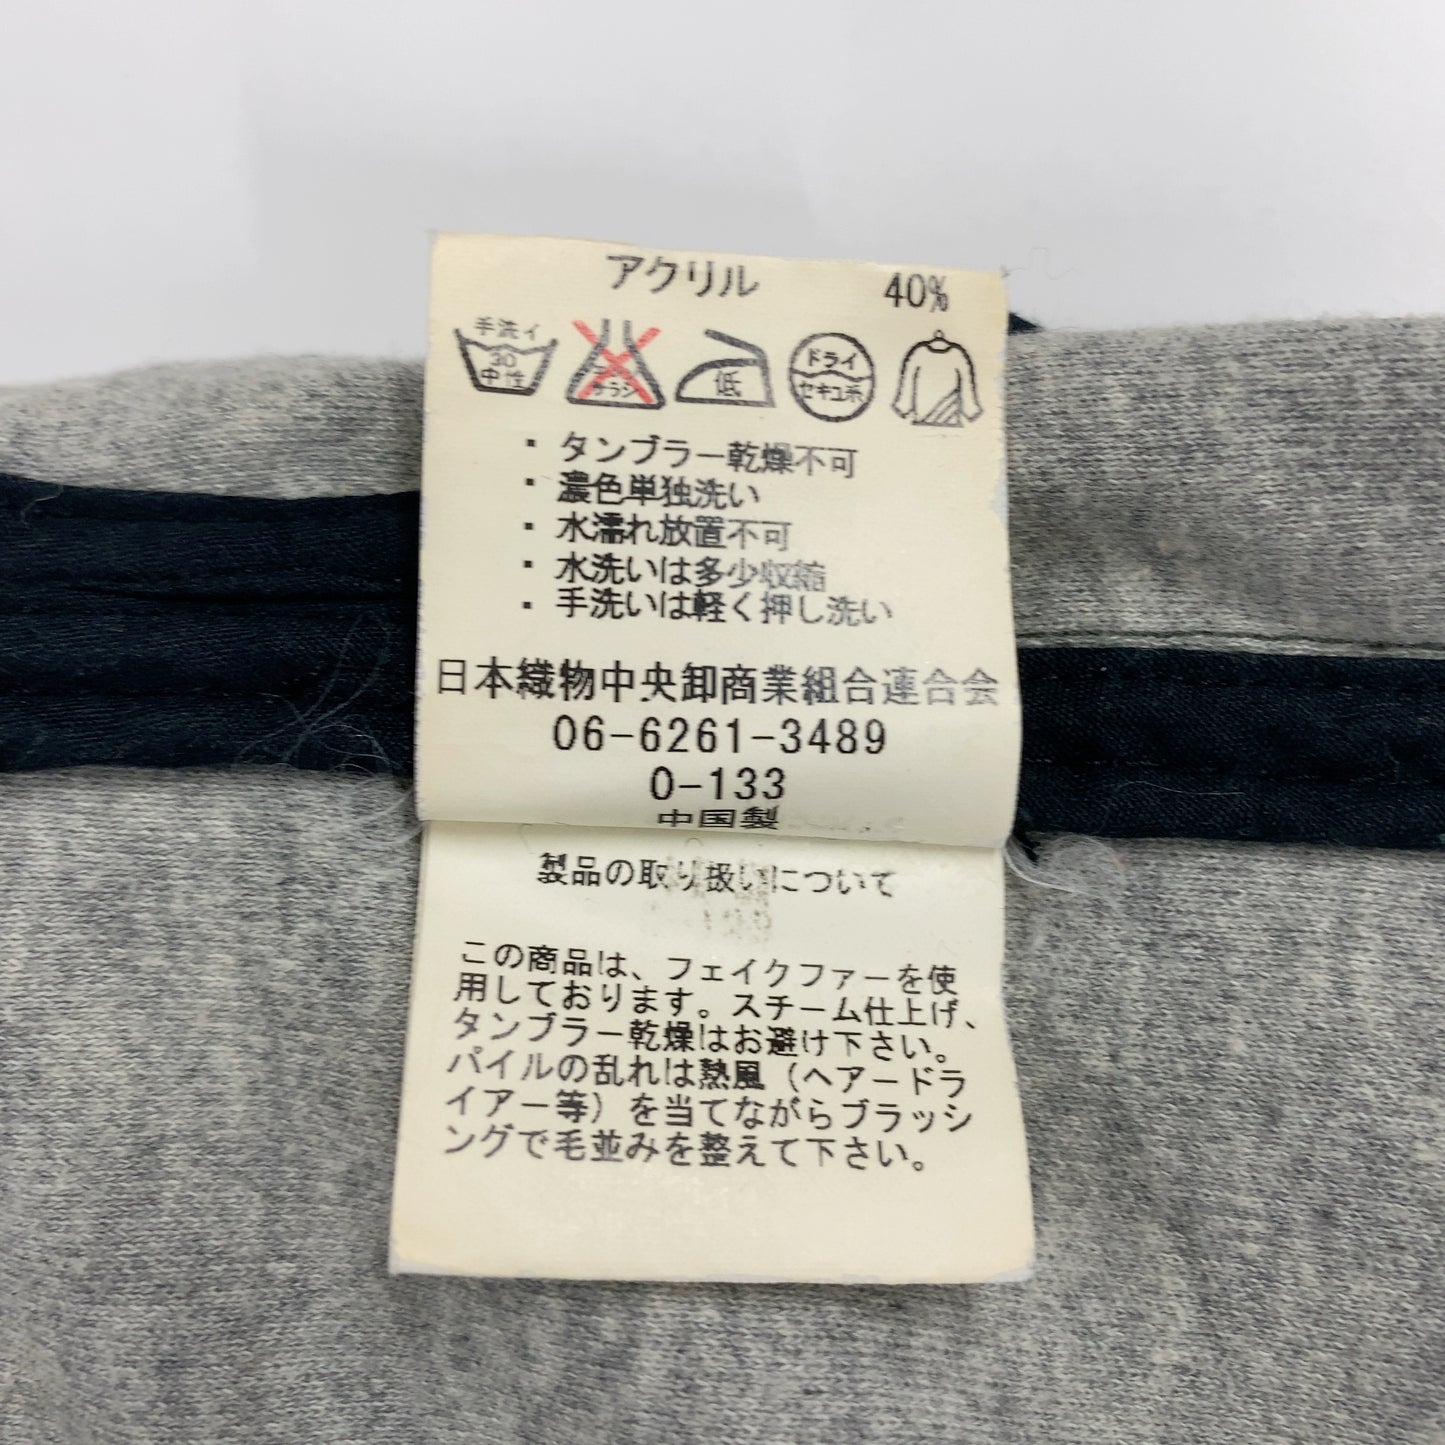 アクリル 40%
手洗イ
30
中性
低
ドライ
セキユ系
・タンブラー乾燥不可
・濃色単独洗い
・水濡れ放置不可
・水洗いは多少収縮
・手洗いは軽く押し洗い
日本織物中央卸商業組合連合会
06-6261-3489
0-133
中国製
製品の取り扱いについて
この商品は、フェイクファーを使
用しております。スチーム仕上げ、
タンブラー乾燥はお避け下さい。
パイルの乱れは熱風（ヘアードラ
イアー等）を当てながらブラッシ
ングで毛並みを整えて下さい。